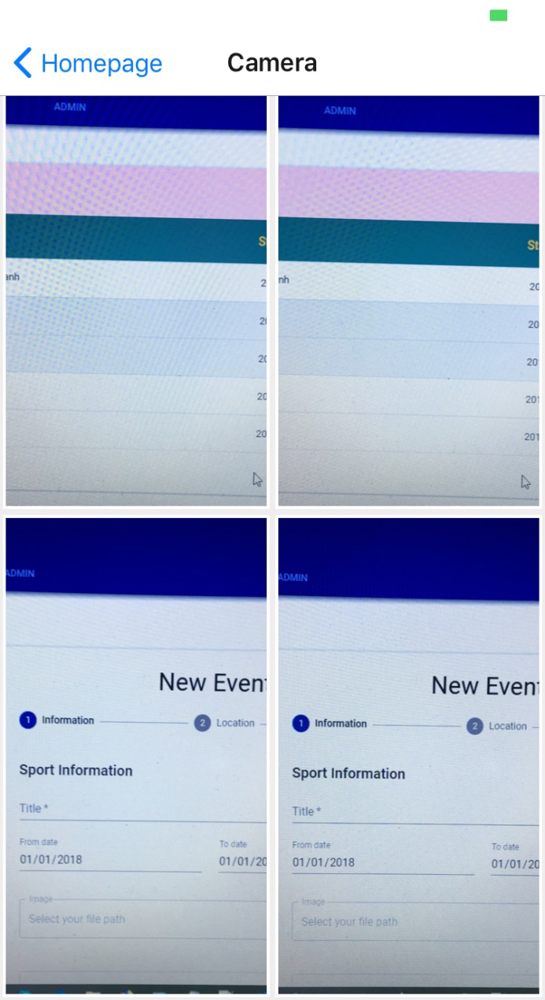 Homepage
Camera
ADMIN
St
anh
2
20
20
20
20
ADMIN
St
nh
20
20
20
201
201
ADMIN
New Event
1 Information
2 Location
Sport Information
Title *
From date
To date
01/01/2018
01/01/20
Image
Select your file path
ADMIN
New Event
1 Information
2 Location
Sport Information
Title *
From date
To date
01/01/2018
01/01/20
Image
Select your file path